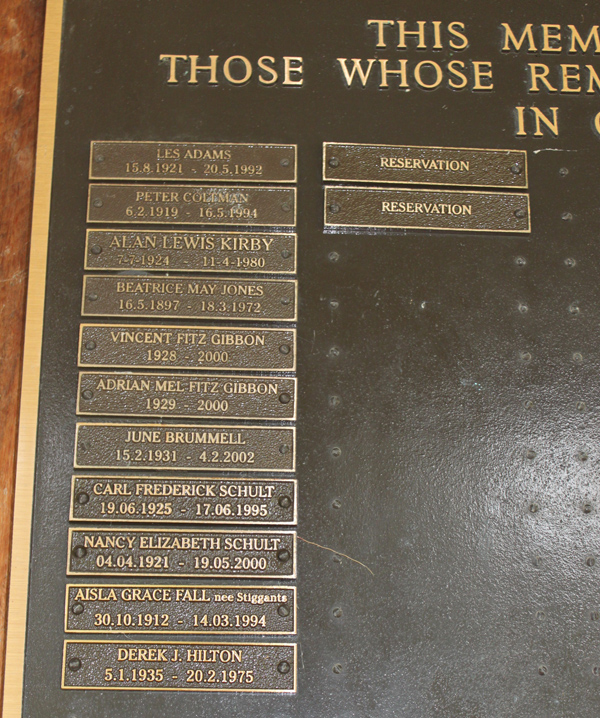 THIS MEM
THOSE WHOSE REM
IN
LES ADAMS
15.8.1921 - 20.5.1992
PETER COLEMAN
6.2.1919 - 16.5.1994
ALAN LEWIS KIRBY
7-7-1924 - 11-4-1980
BEATRICE MAY JONES
16.5.1897 - 18.3.1972
VINCENT FITZ GIBBON
1928 - 2000
ADRIAN MEL FITZ GIBBON
1929 - 2000
JUNE BRUMMELL
15.2.1931 - 4.2.2002
CARL FREDERICK SCHULT
19.06.1925 - 17.06.1995
NANCY ELIZABETH SCHULT
04.04.1921 - 19.05.2000
AISLA GRACE FALL nee Stiggants
30.10.1912 - 14.03.1994
DEREK J. HILTON
5.1.1935 - 20.2.1975
RESERVATION
RESERVATION